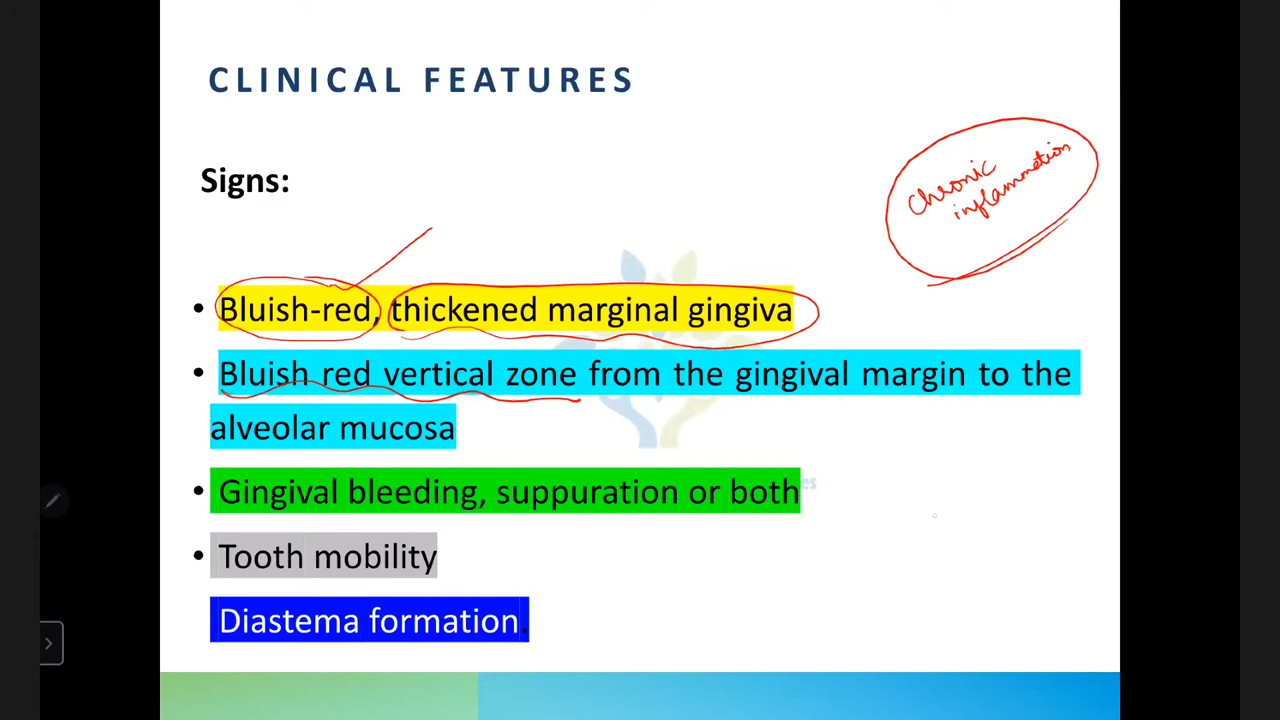 CLINICAL FEATURES
chronic
inflammation
Signs:
• Bluish-red, thickened marginal gingiva
• Bluish red vertical zone from the gingival margin to the
alveolar mucosa
• Gingival bleeding, suppuration or both
• Tooth mobility
Diastema formation.